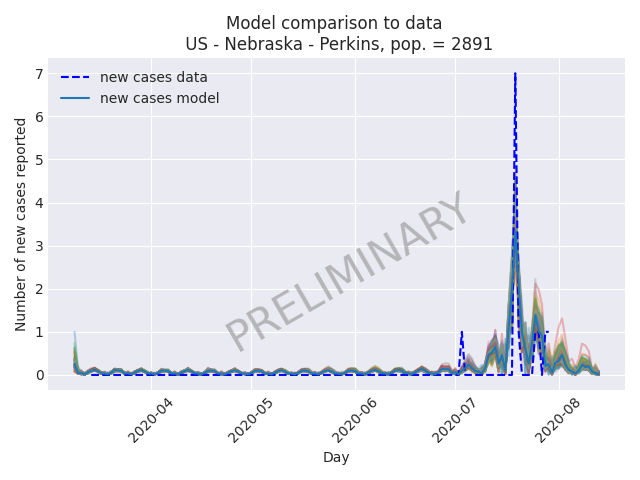 Model comparison to data
US - Nebraska - Perkins, pop. = 2891
new cases data
new cases model
7
6
5
4
3
2
1
0
Number of new cases reported
PRELIMINARY
2020-04
2020-05
2020-06
2020-07
2020-08
Day